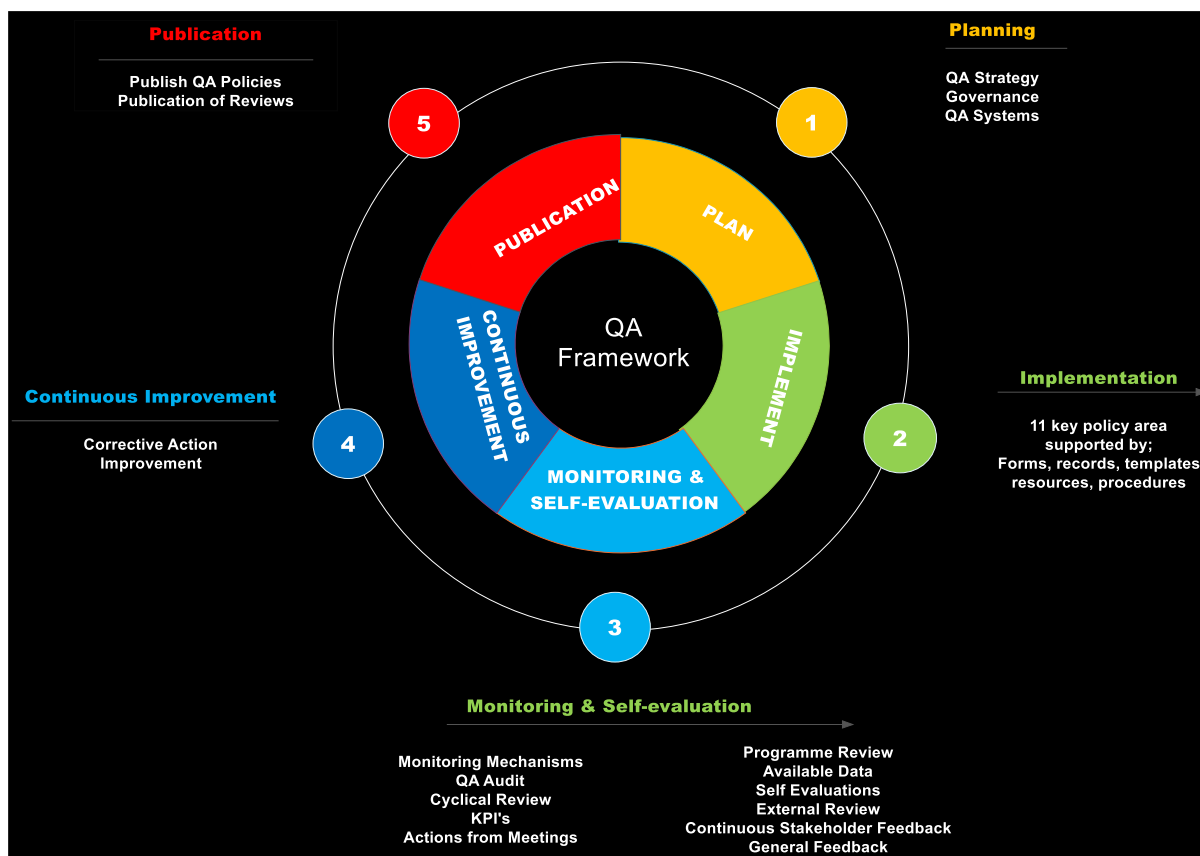 Publication
Publish QA Policies
Publication of Reviews
Planning
QA Strategy
Governance
QA Systems
5
1
PUBLICATION
PLAN
QA
Framework
CONTINUOUS
IMPROVEMENT
IMPLEMENT
MONITORING &
SELF-EVALUATION
Continuous Improvement
Corrective Action
Improvement
4
Implementation
11 key policy area
supported by;
Forms, records, templates
resources, procedures
2
3
Monitoring & Self-evaluation
Monitoring Mechanisms
QA Audit
Cyclical Review
KPI's
Actions from Meetings
Programme Review
Available Data
Self Evaluations
External Review
Continuous Stakeholder Feedback
General Feedback